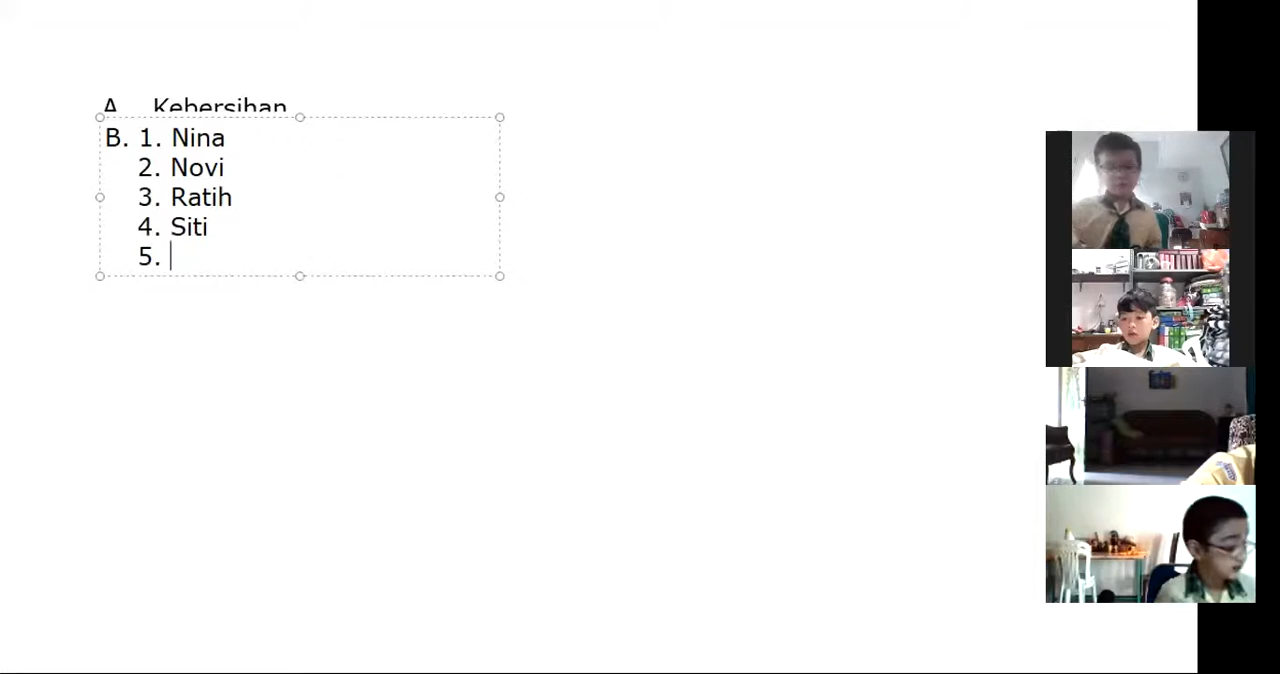 A. Kebersihan
B. 1. Nina
2. Novi
3. Ratih
4. Siti
5.